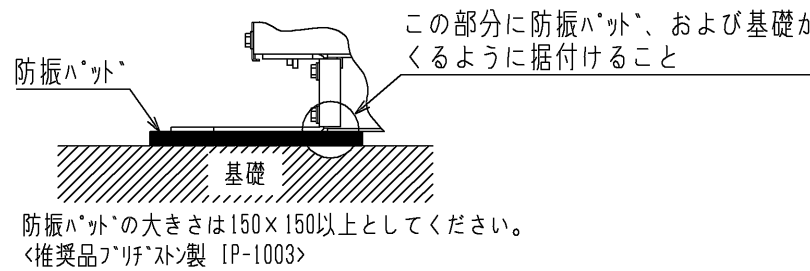 この部分に防振ﾊﾟｯﾄﾞ、および基礎が
くるように据付けること
防振ﾊﾟｯﾄﾞ
基礎
防振ﾊﾟｯﾄﾞの大きさは150×150以上としてください。
<推奨品ﾌﾞﾘﾁﾞｽﾄﾝ製 IP-1003>